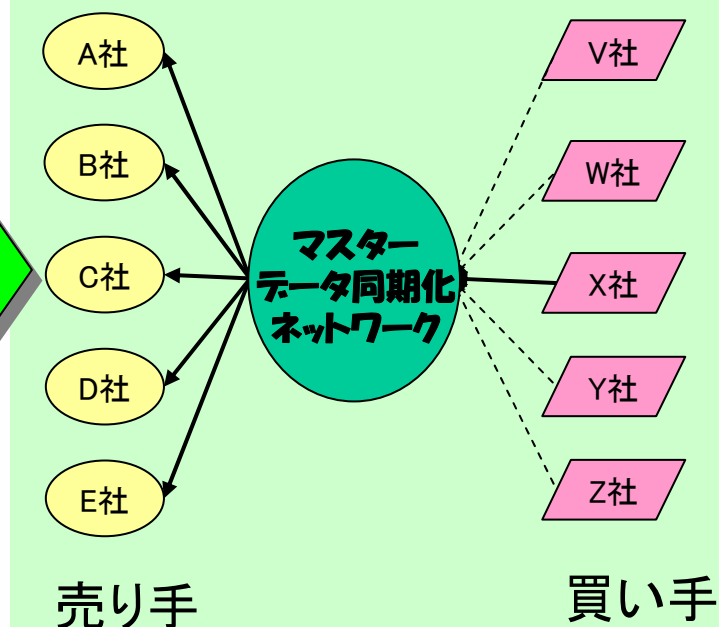 A社
B社
C社
D社
E社
マスター
データ同期化
ネットワーク
V社
W社
X社
Y社
Z社
売り手
買い手